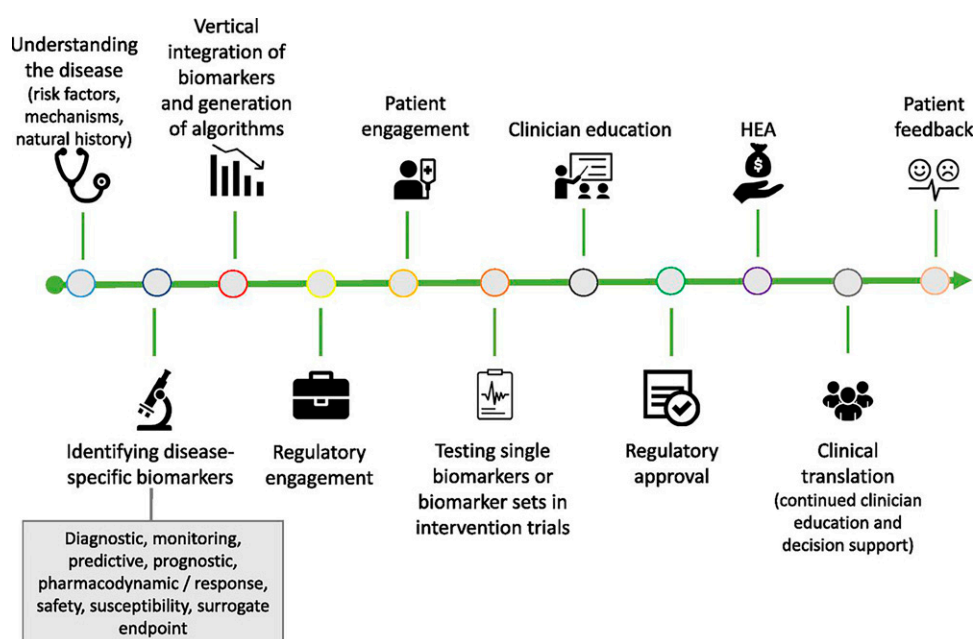 Understanding
the disease
(risk factors,
mechanisms,
natural history)
Vertical
integration of
biomarkers
and generation
of algorithms
Patient
engagement
Clinician education
HEA
$
Patient
feedback
Identifying disease-
specific biomarkers
Diagnostic, monitoring,
predictive, prognostic,
pharmacodynamic / response,
safety, susceptibility, surrogate
endpoint
Regulatory
engagement
Testing single
biomarkers or
biomarker sets in
intervention trials
Regulatory
approval
Clinical
translation
(continued clinician
education and
decision support)